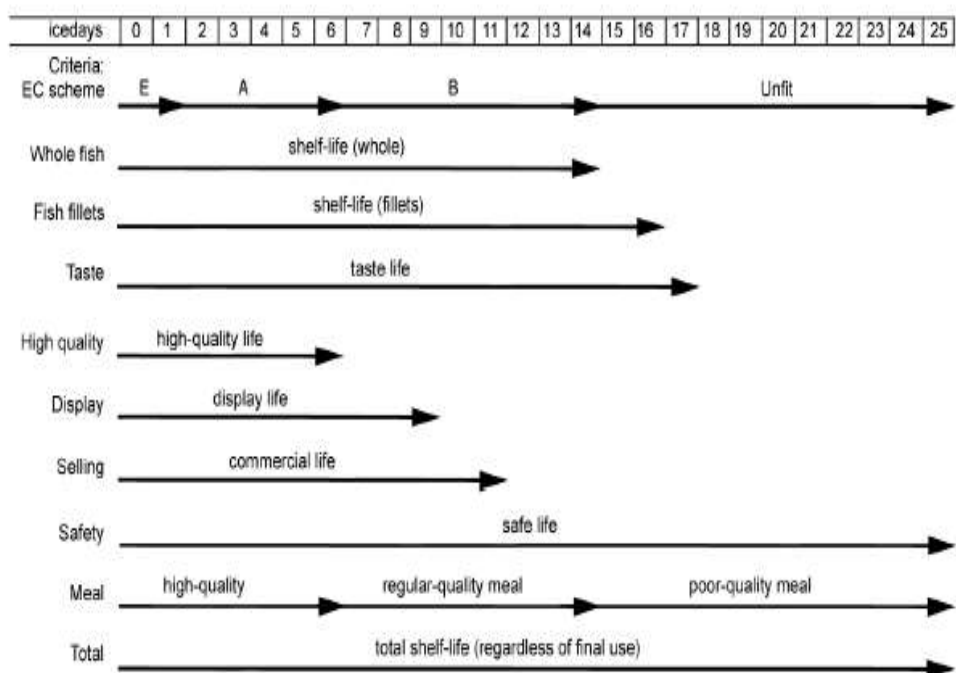 icedays 0 1 2 3 4 5 6 7 8 9 10 11 12 13 14 15 16 17 18 19 20 21 22 23 24 25
Criteria:
EC scheme E A B Unfit
Whole fish shelf-life (whole)
Fish fillets shelf-life (fillets)
Taste taste life
High quality high-quality life
Display display life
Selling commercial life
Safety safe life
Meal high-quality regular-quality meal poor-quality meal
Total total shelf-life (regardless of final use)